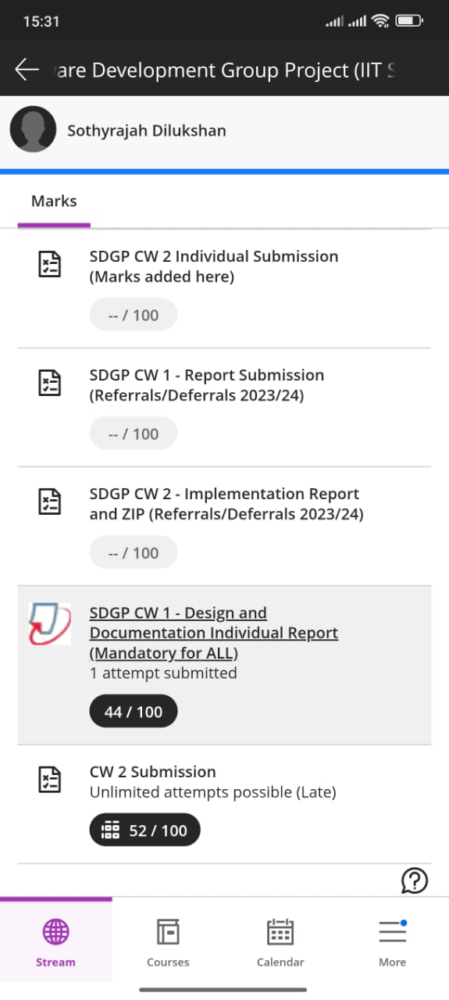 15:31
are Development Group Project (IIT S
Sothyrajah Dilukshan
Marks
SDGP CW 2 Individual Submission
(Marks added here)
-- / 100
SDGP CW 1 - Report Submission
(Referrals/Deferrals 2023/24)
-- / 100
SDGP CW 2 - Implementation Report
and ZIP (Referrals/Deferrals 2023/24)
-- / 100
SDGP CW 1 - Design and
Documentation Individual Report
(Mandatory for ALL)
1 attempt submitted
44 / 100
CW 2 Submission
Unlimited attempts possible (Late)
52 / 100
Stream
Courses
Calendar
More